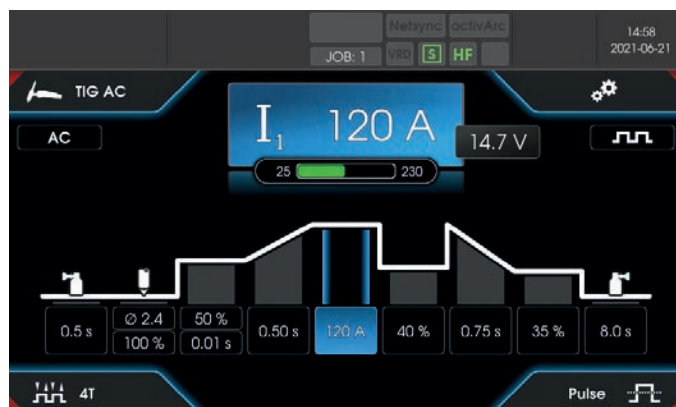 Netsync activArc
JOB: 1 VRD S HF
14:58
2021-06-21
TIG AC
AC
I1 120 A
14.7 V
25 230
0.5 s
Ø 2.4
100 %
50 %
0.01 s
0.50 s
120 A
40 %
0.75 s
35 %
8.0 s
4T
Pulse